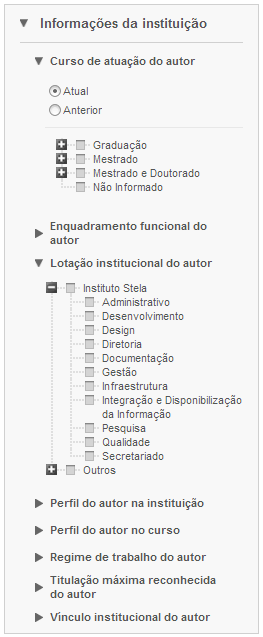 Informações da instituição
Curso de atuação do autor
Atual
Anterior
Graduação
Mestrado
Mestrado e Doutorado
Não Informado
Enquadramento funcional do
autor
Lotação institucional do autor
Instituto Stela
Administrativo
Desenvolvimento
Design
Diretoria
Documentação
Gestão
Infraestrutura
Integração e Disponibilização
da Informação
Pesquisa
Qualidade
Secretariado
Outros
Perfil do autor na instituição
Perfil do autor no curso
Regime de trabalho do autor
Titulação máxima reconhecida
do autor
Vínculo institucional do autor